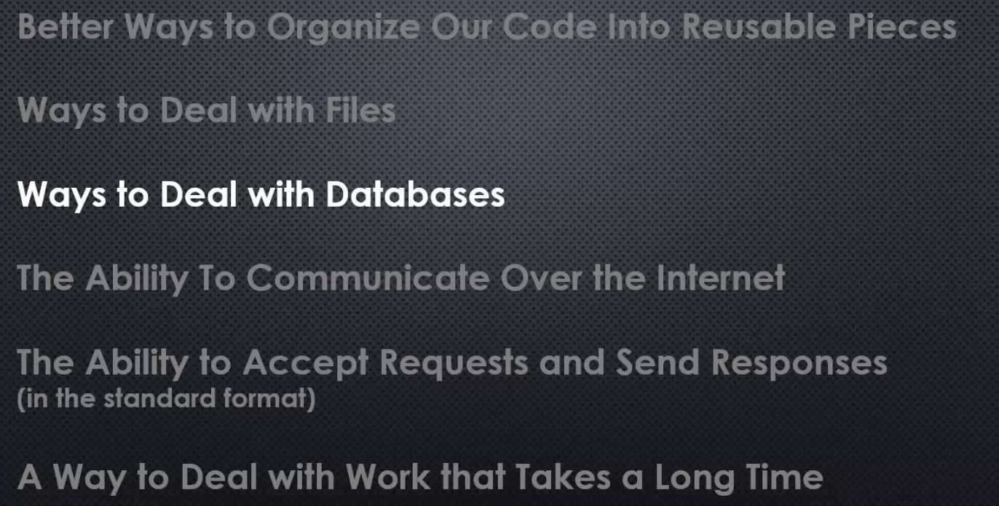 Better Ways to Organize Our Code Into Reusable Pieces
Ways to Deal with Files
Ways to Deal with Databases
The Ability To Communicate Over the Internet
The Ability to Accept Requests and Send Responses
(in the standard format)
A Way to Deal with Work that Takes a Long Time